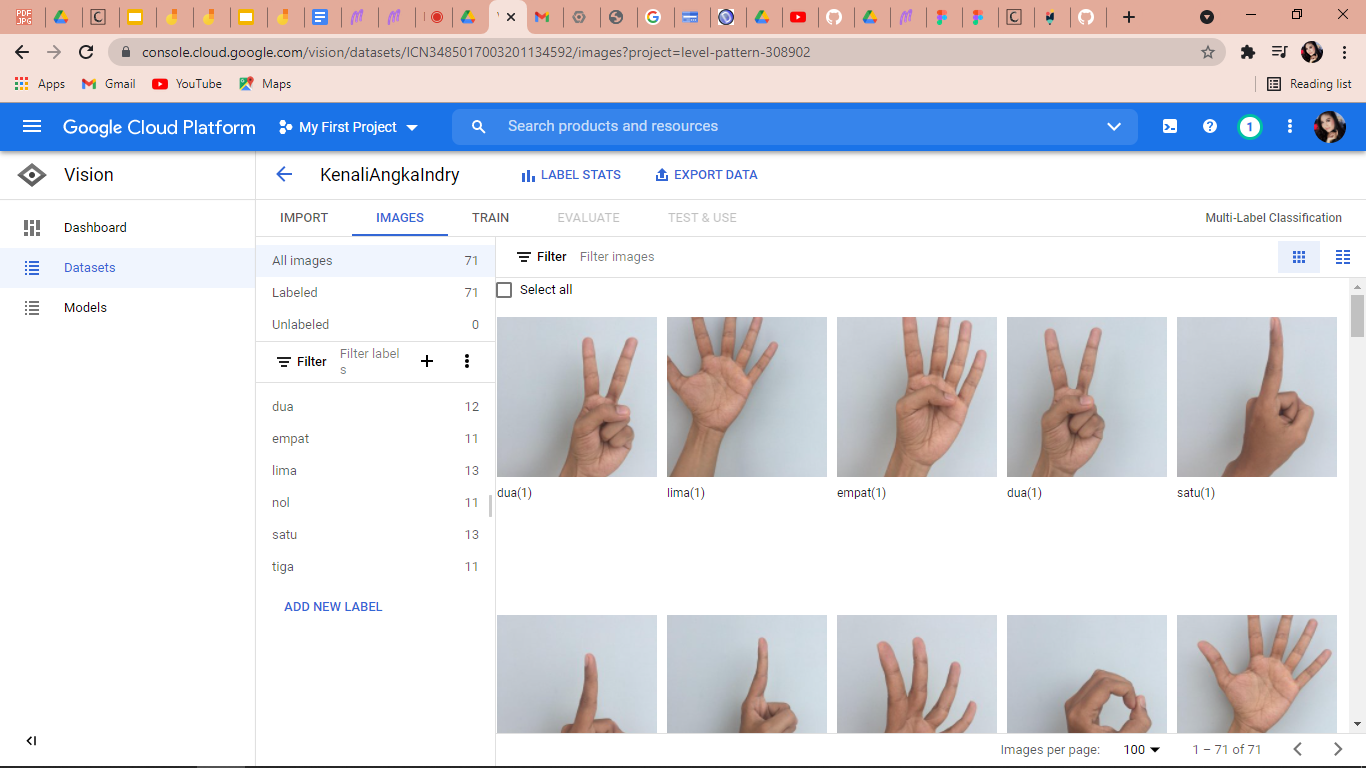 PDF
JPG
console.cloud.google.com/vision/datasets/ICN3485017003201134592/images?project=level-pattern-308902
Apps
Gmail
YouTube
Maps
Reading list
Google Cloud Platform
My First Project
Search products and resources
1
Vision
KenaliAngkaIndry
LABEL STATS
EXPORT DATA
Dashboard
Datasets
Models
IMPORT
IMAGES
TRAIN
EVALUATE
TEST & USE
Multi-Label Classification
All images 71
Labeled 71
Unlabeled 0
Filter Filter label
s
dua 12
empat 11
lima 13
nol 11
satu 13
tiga 11
ADD NEW LABEL
Filter Filter images
Select all
dua(1)
lima(1)
empat(1)
dua(1)
satu(1)
Images per page: 100 1 – 71 of 71